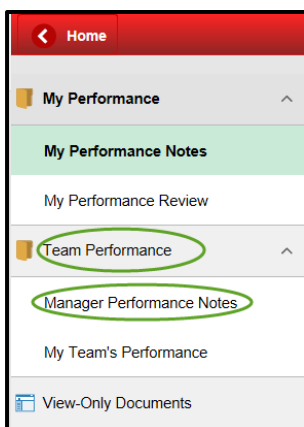 Home
My Performance
My Performance Notes
My Performance Review
Team Performance
Manager Performance Notes
My Team's Performance
View-Only Documents